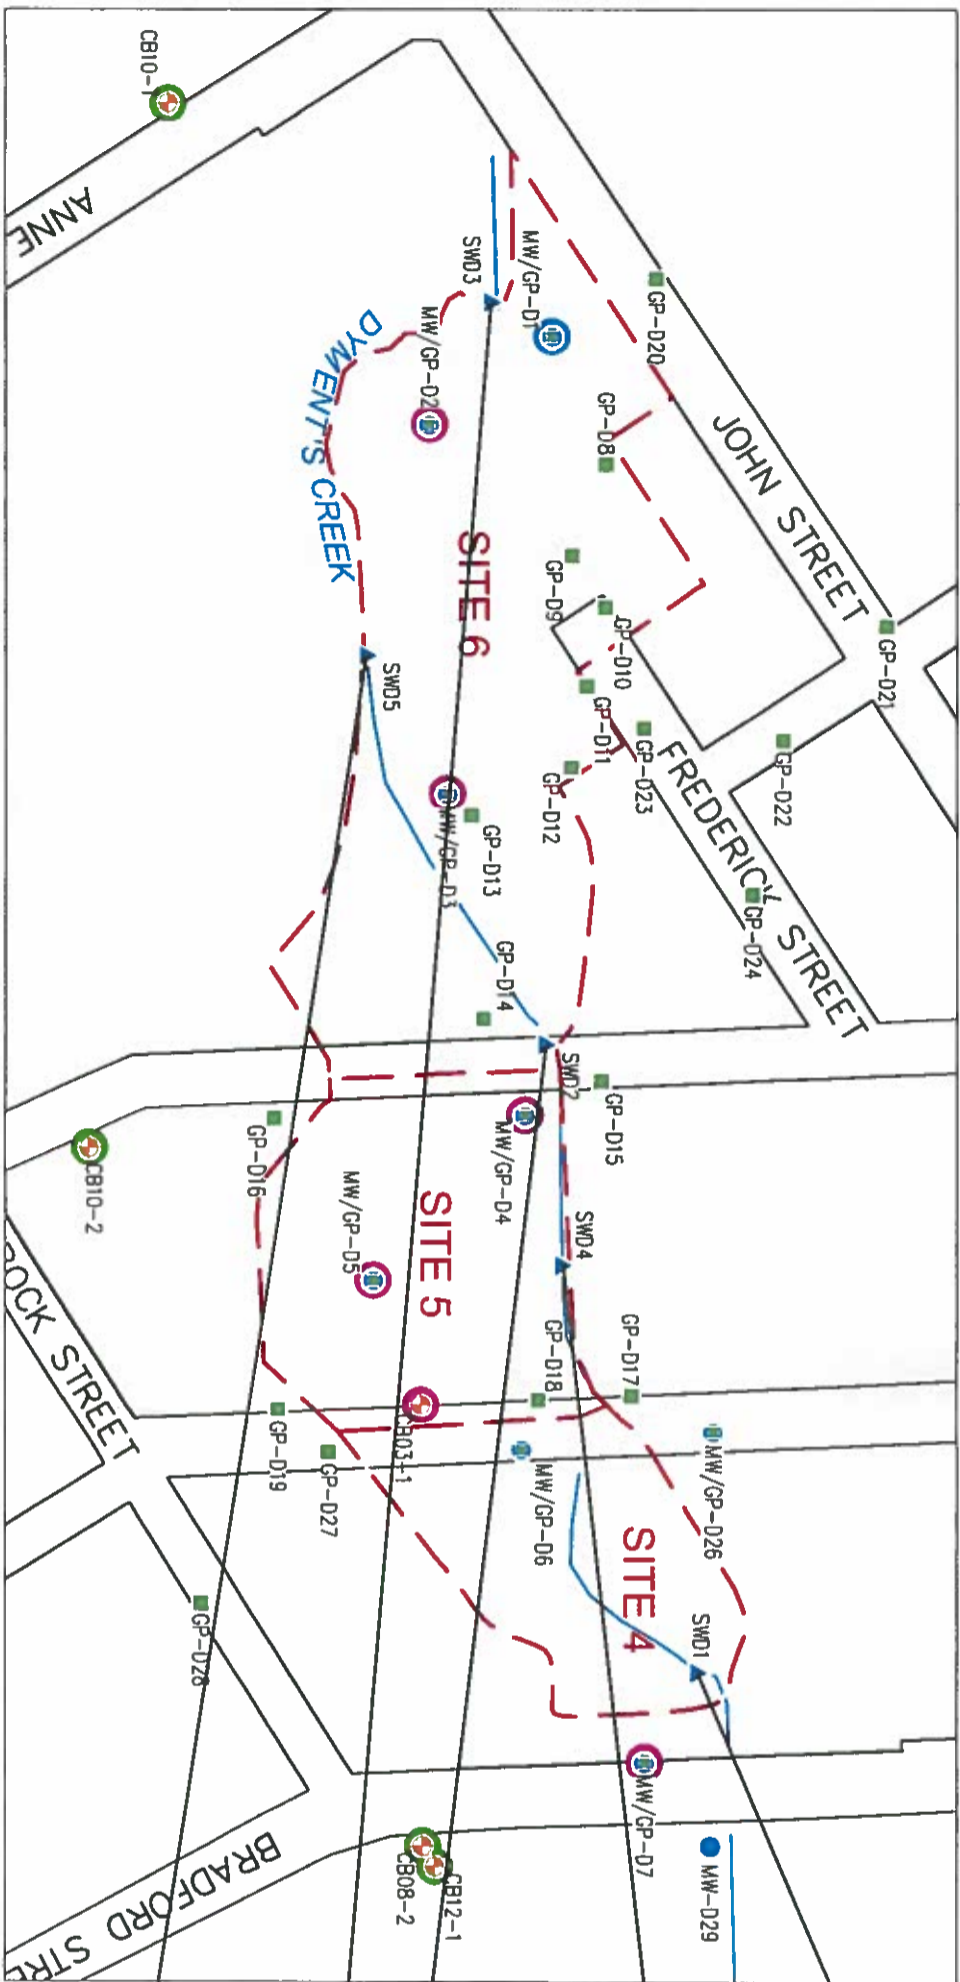 CB10-1
ANNE
SWD3
MW/GP-D1
MW/GP-D2
DYMENT'S CREEK
GP-D20
GP-D8
JOHN STREET
SITE 6
GP-D9
GP-D10
GP-D21
SWD5
GP-D11
GP-D23
GP-D22
GP-D12
FREDERICK STREET
MW/GP-D3
GP-D13
GP-D24
GP-D14
SWD2
GP-D15
MW/GP-D4
CB10-2
GP-D16
MW/GP-D5
SITE 5
SWD4
GP-D18
GP-D17
ROCK STREET
CB03-1
GP-D19
GP-D27
MW/GP-D6
MW/GP-D26
SITE 4
SWD1
GP-D28
MW/GP-D7
BRADFORD STRE
CB08-2
CB12-1
MW-D29